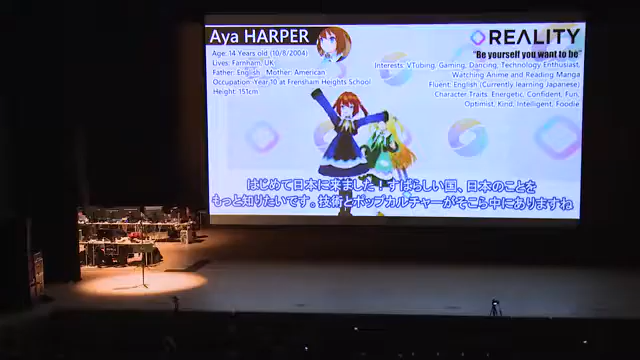 Aya HARPER
Age: 14 Years old (10/8/2004)
Lives: Farnham, UK
Father: English Mother: American
Occupation: Year 10 at Frensham Heights School
Height: 151cm
REALITY
"Be yourself you want to be"
Interests: VTubing, Gaming, Dancing, Technology Enthusiast,
Watching Anime and Reading Manga
Fluent: English (Currently learning Japanese)
Character Traits: Energetic, Confident, Fun,
Optimist, Kind, Intelligent, Foodie
はじめて日本に来ました！すばらしい国、日本のことを
もっと知りたいです。技術とポップカルチャーがそこら中にありますね